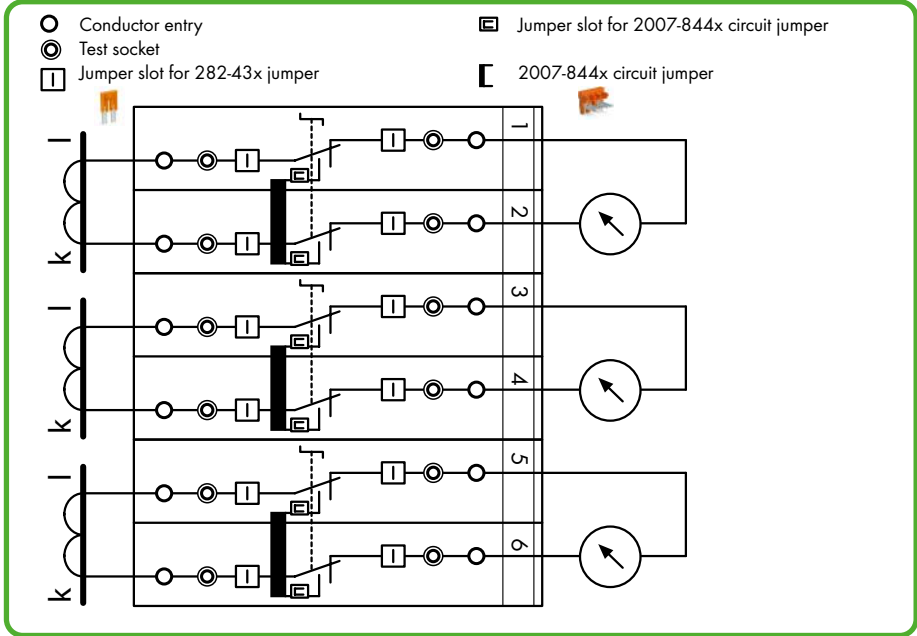 Conductor entry
Test socket
Jumper slot for 282-43x jumper
Jumper slot for 2007-844x circuit jumper
2007-844x circuit jumper
l
k
1
2
l
k
3
4
l
k
5
6